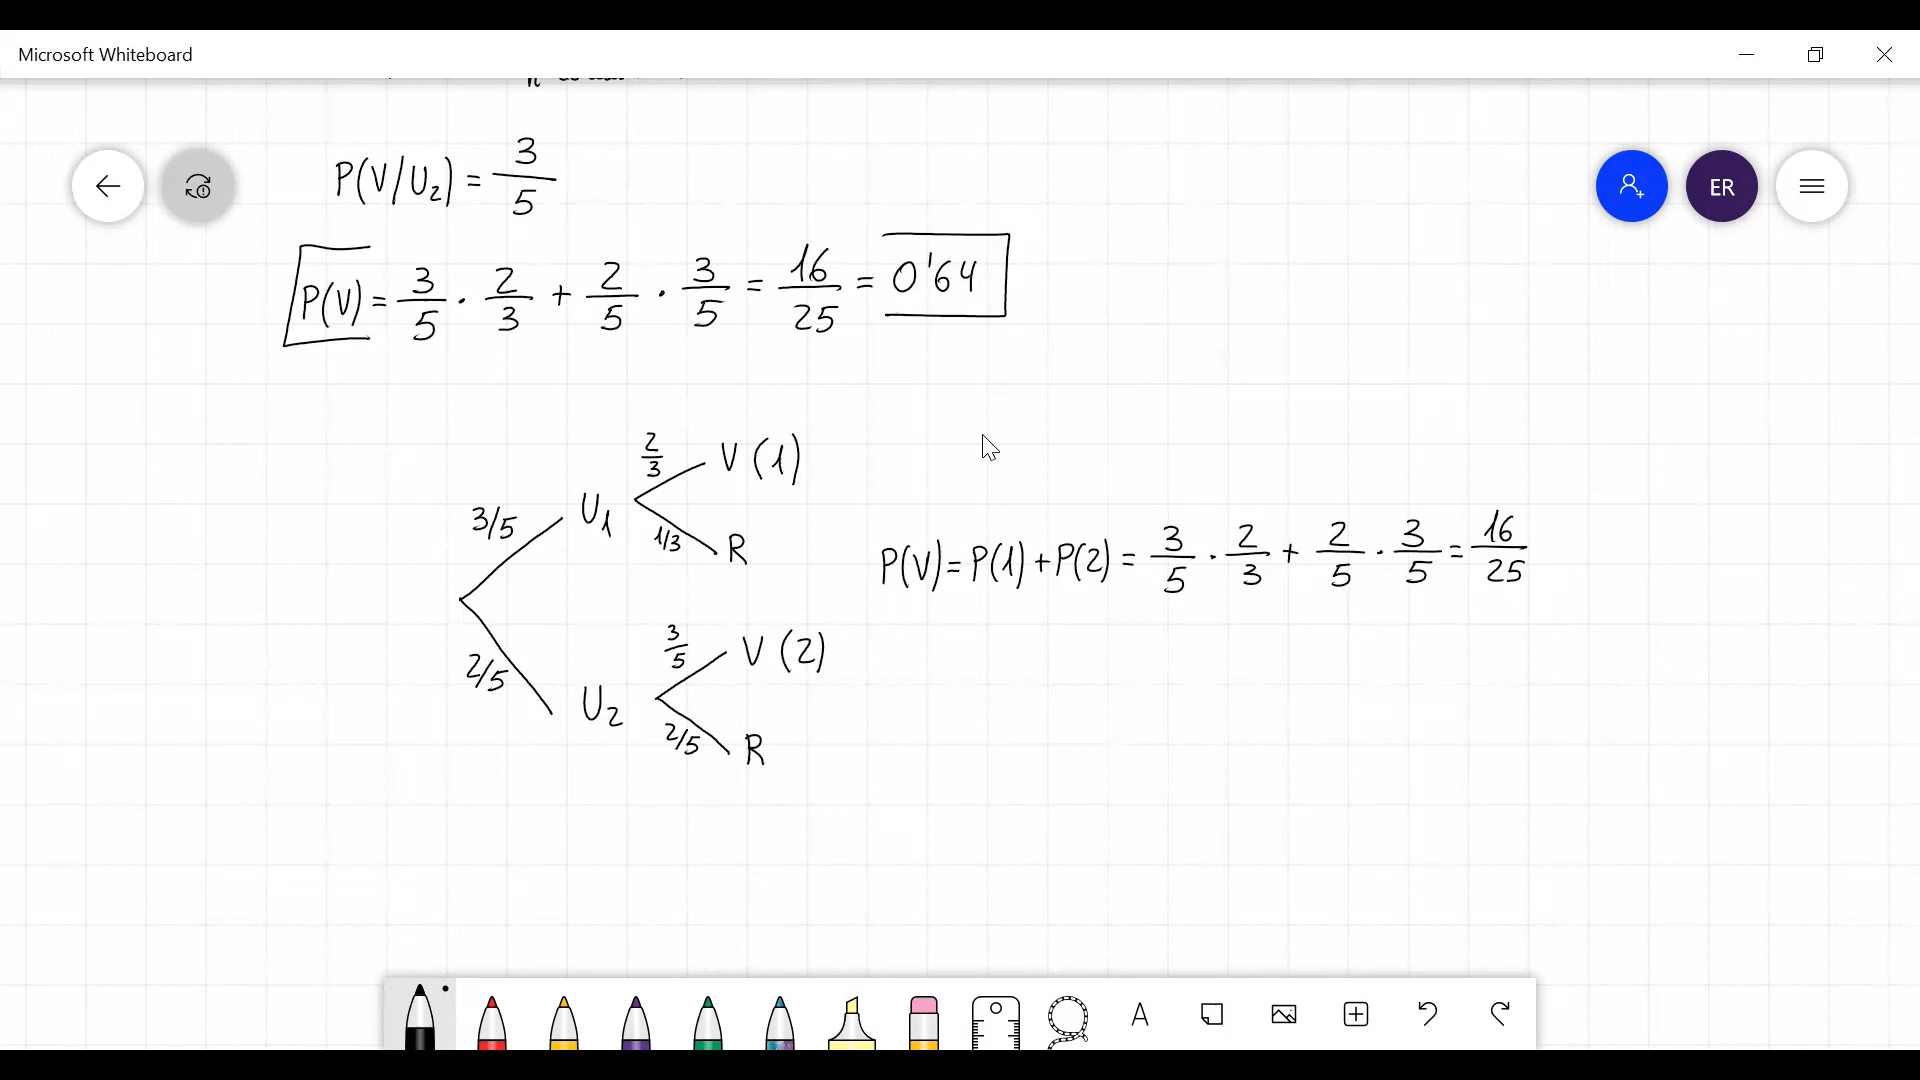 Microsoft Whiteboard
P(V/U₂) = 3/5
ER
P(V) = 3/5 · 2/3 + 2/5 · 3/5 = 16/25 = 0'64
2/3 V (1)
3/5 U₁
1/3 R
P(V) = P(1) + P(2) = 3/5 · 2/3 + 2/5 · 3/5 = 16/25
3/5 V (2)
2/5 U₂
2/5 R
A